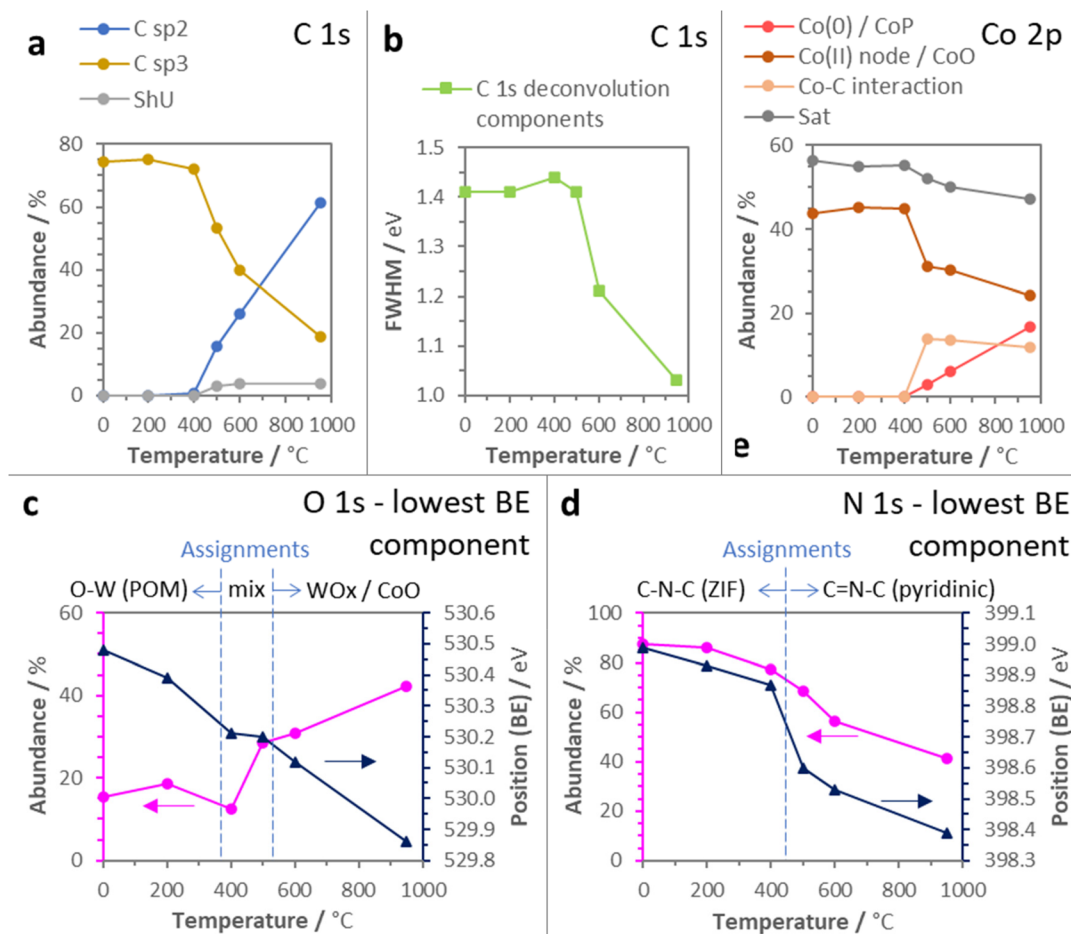 a
C sp2
C sp3
ShU
C 1s
Abundance / %
80
60
40
20
0
0 200 400 600 800 1000
Temperature / °C
b
C 1s
C 1s deconvolution
components
FWHM / eV
1.5
1.4
1.3
1.2
1.1
1.0
0 200 400 600 800 1000
Temperature / °C
Co(0) / CoP
Co 2p
Co(II) node / CoO
Co-C interaction
Sat
Abundance / %
60
40
20
0
0 200 400 600 800 1000
Temperature / °C
e
c
O 1s - lowest BE
component
Assignments
O-W (POM)
mix
WOx / CoO
Abundance / %
60
40
20
0
530.6
530.5
530.4
530.3
530.2
530.1
530.0
529.9
529.8
Position (BE) / eV
0 200 400 600 800 1000
Temperature / °C
d
N 1s - lowest BE
component
Assignments
C-N-C (ZIF)
C=N-C (pyridinic)
Abundance / %
100
80
60
40
20
0
399.1
399.0
398.9
398.8
398.7
398.6
398.5
398.4
398.3
Position (BE) / eV
0 200 400 600 800 1000
Temperature / °C